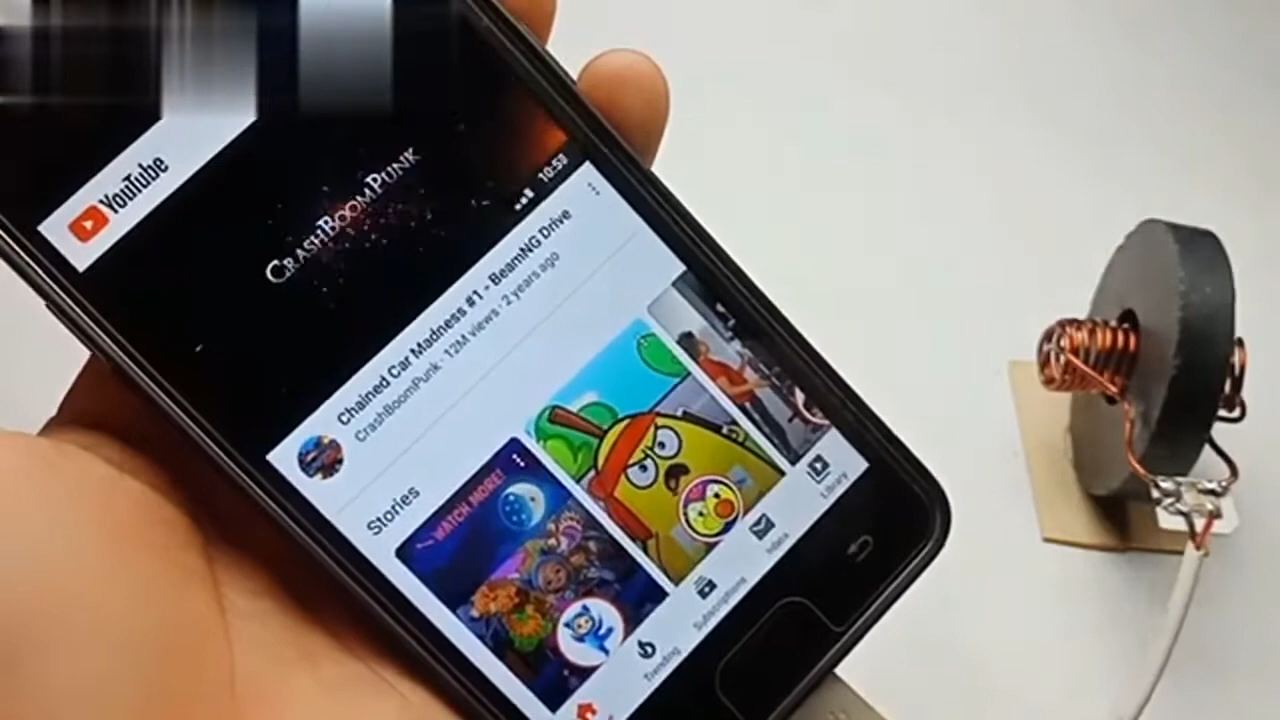 YouTube
CRASHBOOMPUNK
10:53
Chained Car Madness #1 - BeamNG Drive
CrashBoomPunk · 12M views · 2 years ago
Stories
WATCH MORE!
Trending
Subscriptions
Inbox
Library